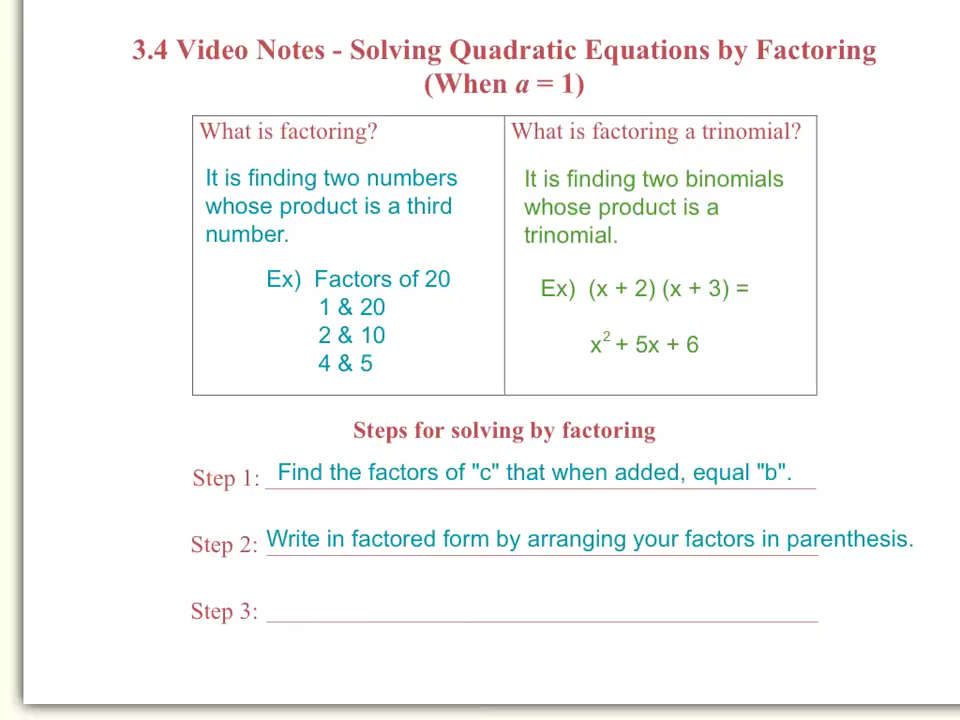 3.4 Video Notes - Solving Quadratic Equations by Factoring
(When a = 1)
What is factoring?
It is finding two numbers
whose product is a third
number.
Ex) Factors of 20
1 & 20
2 & 10
4 & 5
What is factoring a trinomial?
It is finding two binomials
whose product is a
trinomial.
Ex) (x + 2) (x + 3) =
x² + 5x + 6
Steps for solving by factoring
Step 1: Find the factors of "c" that when added, equal "b".
Step 2: Write in factored form by arranging your factors in parenthesis.
Step 3: